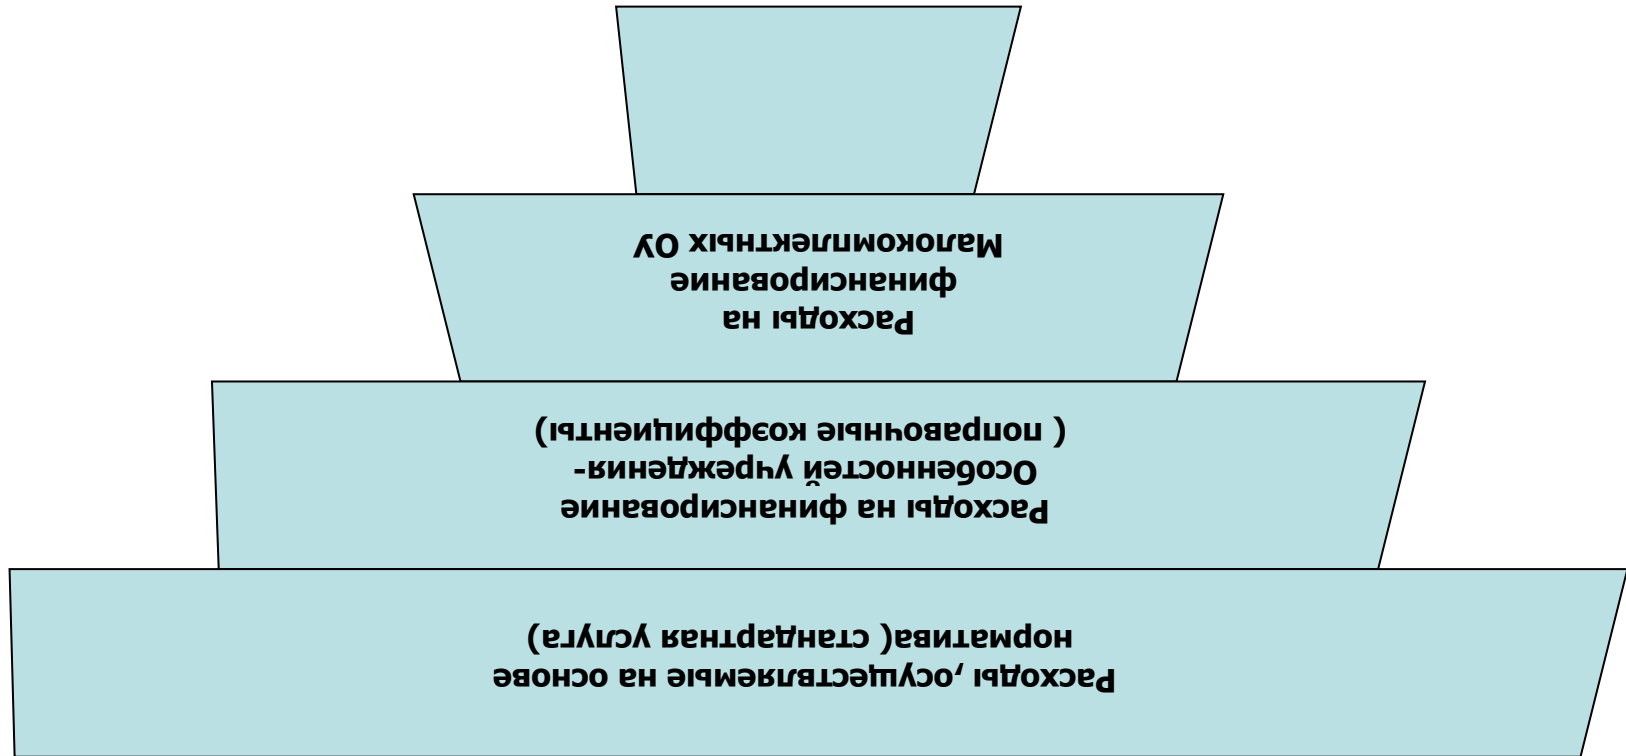 Расходы ,осуществляемые на основе
норматива( стандартная услуга)
Расходы на финансирование
Особенностей учреждения-
( поправочные коэффициенты)
Расходы на
финансирование
Малокомплектных ОУ